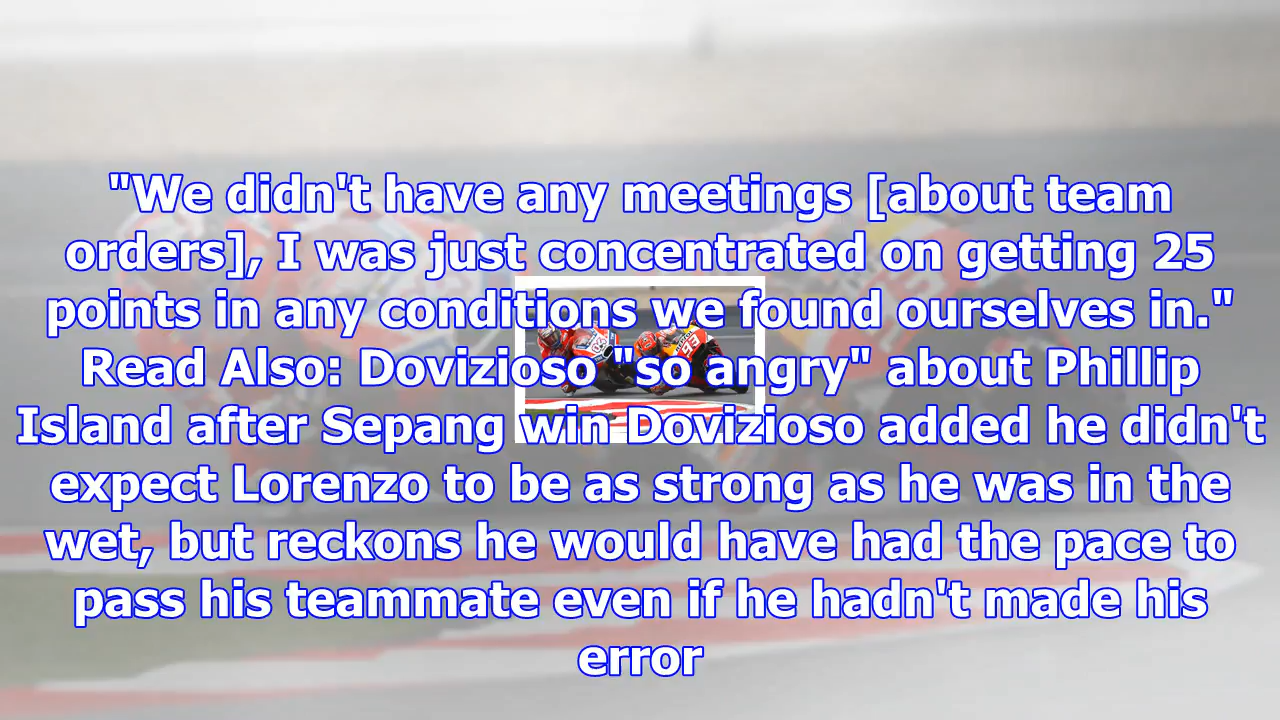 "We didn't have any meetings [about team
orders], I was just concentrated on getting 25
points in any conditions we found ourselves in."
Read Also: Dovizioso "so angry" about Phillip
Island after Sepang win Dovizioso added he didn't
expect Lorenzo to be as strong as he was in the
wet, but reckons he would have had the pace to
pass his teammate even if he hadn't made his
error
93